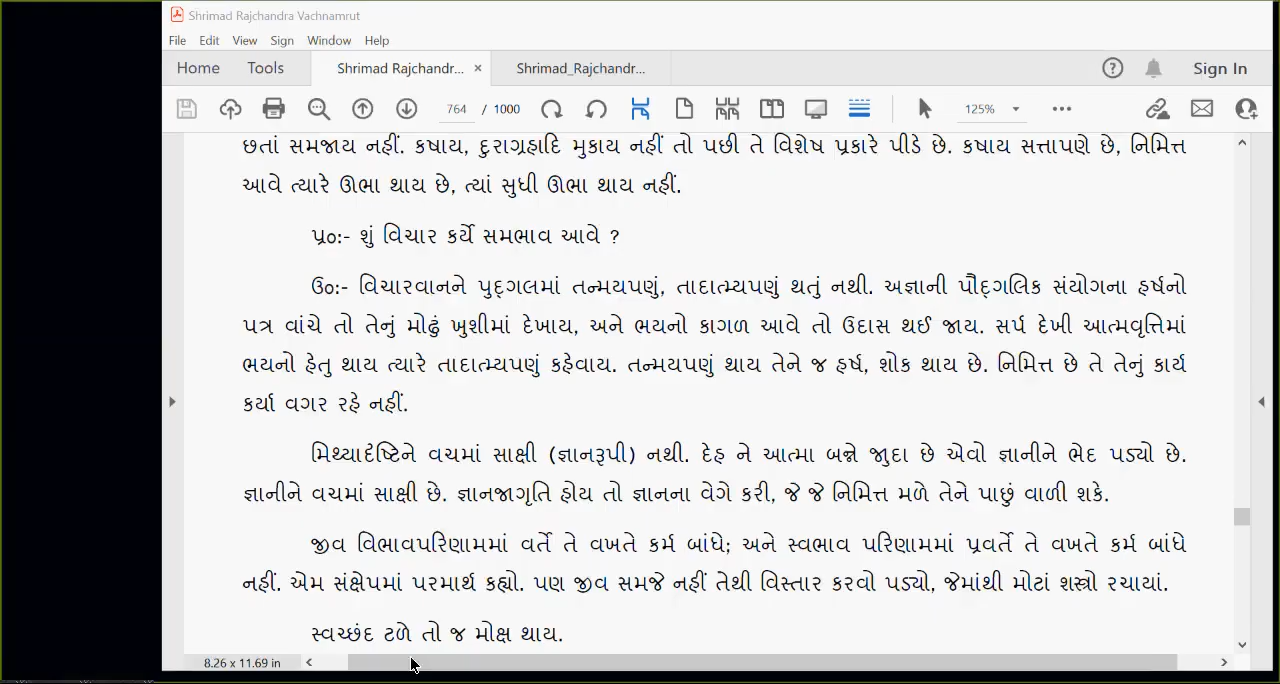 Shrimad Rajchandra Vachnamrut
File Edit View Sign Window Help
Home Tools Shrimad Rajchandr... × Shrimad_Rajchandr... Sign In
764 / 1000 125%
છતાં સમજાય નહીં. કષાય, દુરાગ્રહાદિ મુકાય નહીં તો પછી તે વિશેષ પ્રકારે પીડે છે. કષાય સત્તાપણે છે, નિમિત્ત
આવે ત્યારે ઊભા થાય છે, ત્યાં સુધી ઊભા થાય નહીં.
પ્ર૦:- શું વિચાર કર્યે સમભાવ આવે ?
ઉ૦:- વિચારવાનને પુદ્ગલમાં તન્મયપણું, તાદાત્મ્યપણું થતું નથી. અજ્ઞાની પૌદ્ગલિક સંયોગના હર્ષનો
પત્ર વાંચે તો તેનું મોઢું ખુશીમાં દેખાય, અને ભયનો કાગળ આવે તો ઉદાસ થઈ જાય. સર્પ દેખી આત્મવૃત્તિમાં
ભયનો હેતુ થાય ત્યારે તાદાત્મ્યપણું કહેવાય. તન્મયપણું થાય તેને જ હર્ષ, શોક થાય છે. નિમિત્ત છે તે તેનું કાર્ય
કર્યા વગર રહે નહીં.
મિથ્યાર્દષ્ટિને વચમાં સાક્ષી (જ્ઞાનરૂપી) નથી. દેહ ને આત્મા બન્ને જુદા છે એવો જ્ઞાનીને ભેદ પડ્યો છે.
જ્ઞાનીને વચમાં સાક્ષી છે. જ્ઞાનજાગૃતિ હોય તો જ્ઞાનના વેગે કરી, જે જે નિમિત્ત મળે તેને પાછું વાળી શકે.
જીવ વિભાવપરિણામમાં વર્તે તે વખતે કર્મ બાંધે; અને સ્વભાવ પરિણામમાં પ્રવર્તે તે વખતે કર્મ બાંધે
નહીં. એમ સંક્ષેપમાં પરમાર્થ કહ્યો. પણ જીવ સમજે નહીં તેથી વિસ્તાર કરવો પડ્યો, જેમાંથી મોટાં શસ્ત્રો રચાયાં.
સ્વચ્છંદ ટળે તો જ મોક્ષ થાય.
8.26 x 11.69 in